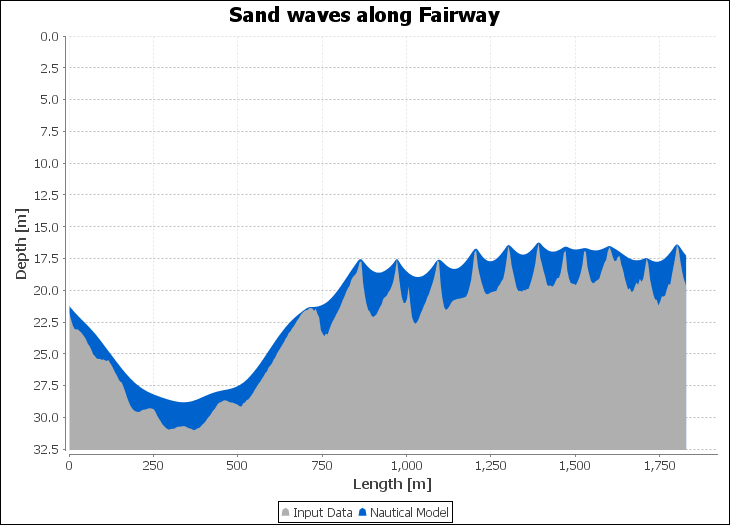 Sand waves along Fairway
0.0
2.5
5.0
7.5
10.0
12.5
15.0
17.5
20.0
22.5
25.0
27.5
30.0
32.5
Depth [m]
0 250 500 750 1,000 1,250 1,500 1,750
Length [m]
Input Data Nautical Model